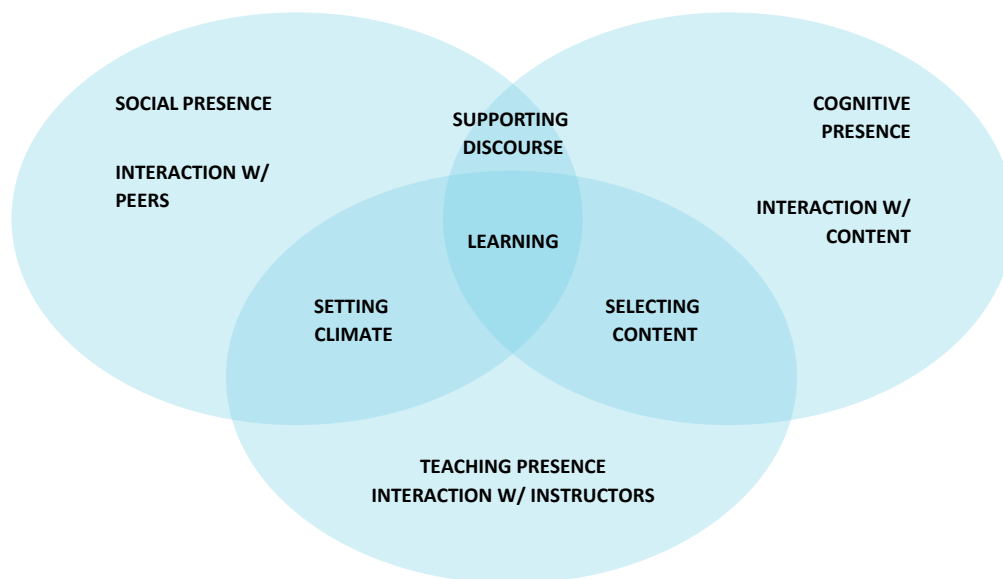 SOCIAL PRESENCE
INTERACTION W/
PEERS
SUPPORTING
DISCOURSE
COGNITIVE
PRESENCE
INTERACTION W/
CONTENT
LEARNING
SETTING
CLIMATE
SELECTING
CONTENT
TEACHING PRESENCE
INTERACTION W/ INSTRUCTORS